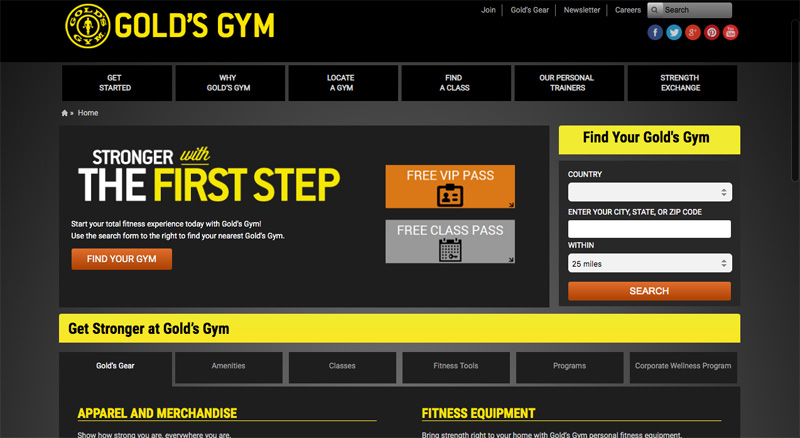 GOLD'S GYM
GOLD'S GYM
Join
Gold's Gear
Newsletter
Careers
Search
GET STARTED
WHY GOLD'S GYM
LOCATE A GYM
FIND A CLASS
OUR PERSONAL TRAINERS
STRENGTH EXCHANGE
» Home
STRONGER with
THE FIRST STEP
Start your total fitness experience today with Gold's Gym!
Use the search form to the right to find your nearest Gold's Gym.
FIND YOUR GYM
FREE VIP PASS
FREE CLASS PASS
Find Your Gold's Gym
COUNTRY
ENTER YOUR CITY, STATE, OR ZIP CODE
WITHIN
25 miles
SEARCH
Get Stronger at Gold's Gym
Gold's Gear
Amenities
Classes
Fitness Tools
Programs
Corporate Wellness Program
APPAREL AND MERCHANDISE
Show how strong you are, everywhere you are.
FITNESS EQUIPMENT
Bring strength right to your home with Gold's Gym personal fitness equipment.